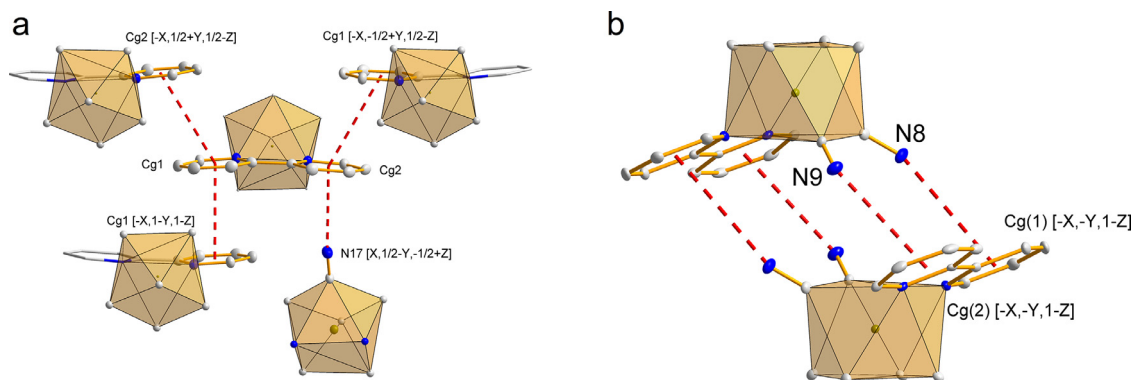 a
Cg2 [-X,1/2+Y,1/2-Z]
Cg1 [-X,-1/2+Y,1/2-Z]
Cg1
Cg2
Cg1 [-X,1-Y,1-Z]
N17 [X,1/2-Y,-1/2+Z]
b
N8
N9
Cg(1) [-X,-Y,1-Z]
Cg(2) [-X,-Y,1-Z]